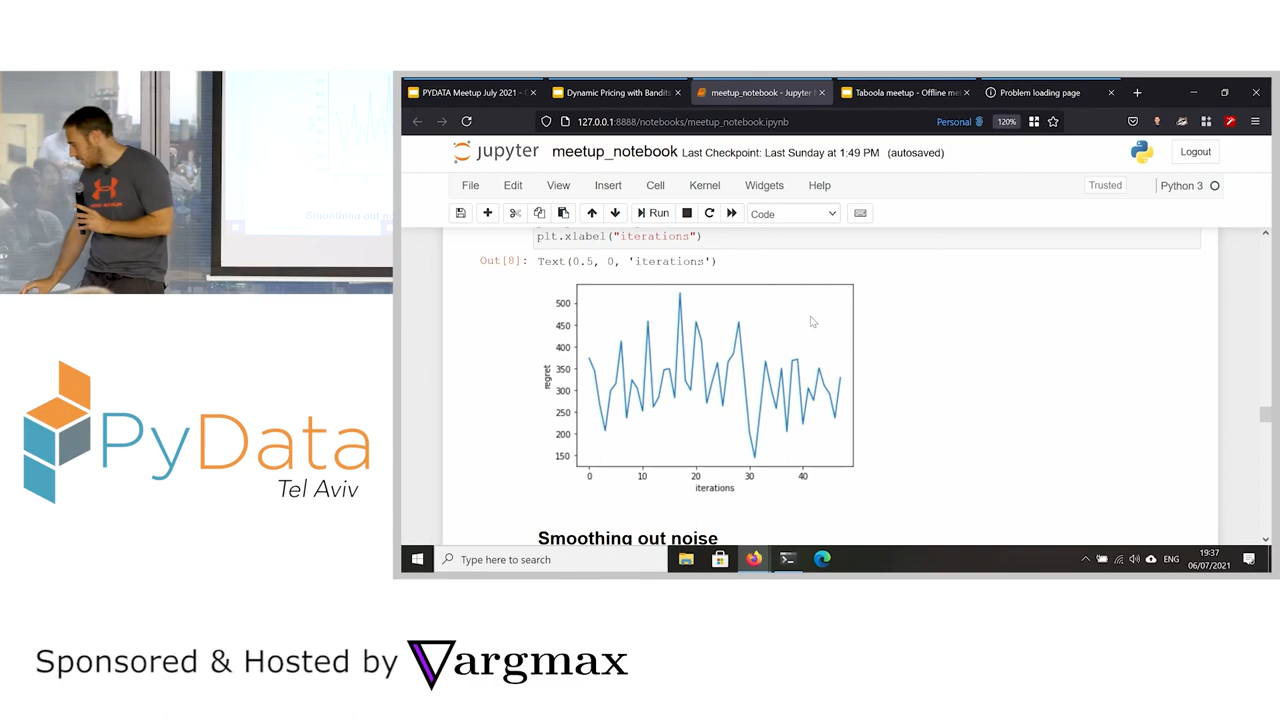 PYDATA Meetup July 2021 -
Dynamic Pricing with Bandits
meetup_notebook - Jupyter
Taboola meetup - Offline me
Problem loading page
127.0.0.1:8888/notebooks/meetup_notebook.ipynb
Personal
120%
jupyter
meetup_notebook Last Checkpoint: Last Sunday at 1:49 PM (autosaved)
Logout
File Edit View Insert Cell Kernel Widgets Help
Trusted
Python 3
Run
Code
plt.xlabel("iterations")
Out[8]: Text(0.5, 0, 'iterations')
500
450
400
350
300
250
200
150
regret
0 10 20 30 40
iterations
Smoothing out noise
Type here to search
ENG
19:37
06/07/2021
Smoothing out no
PyData
Tel Aviv
Sponsored & Hosted by argmax